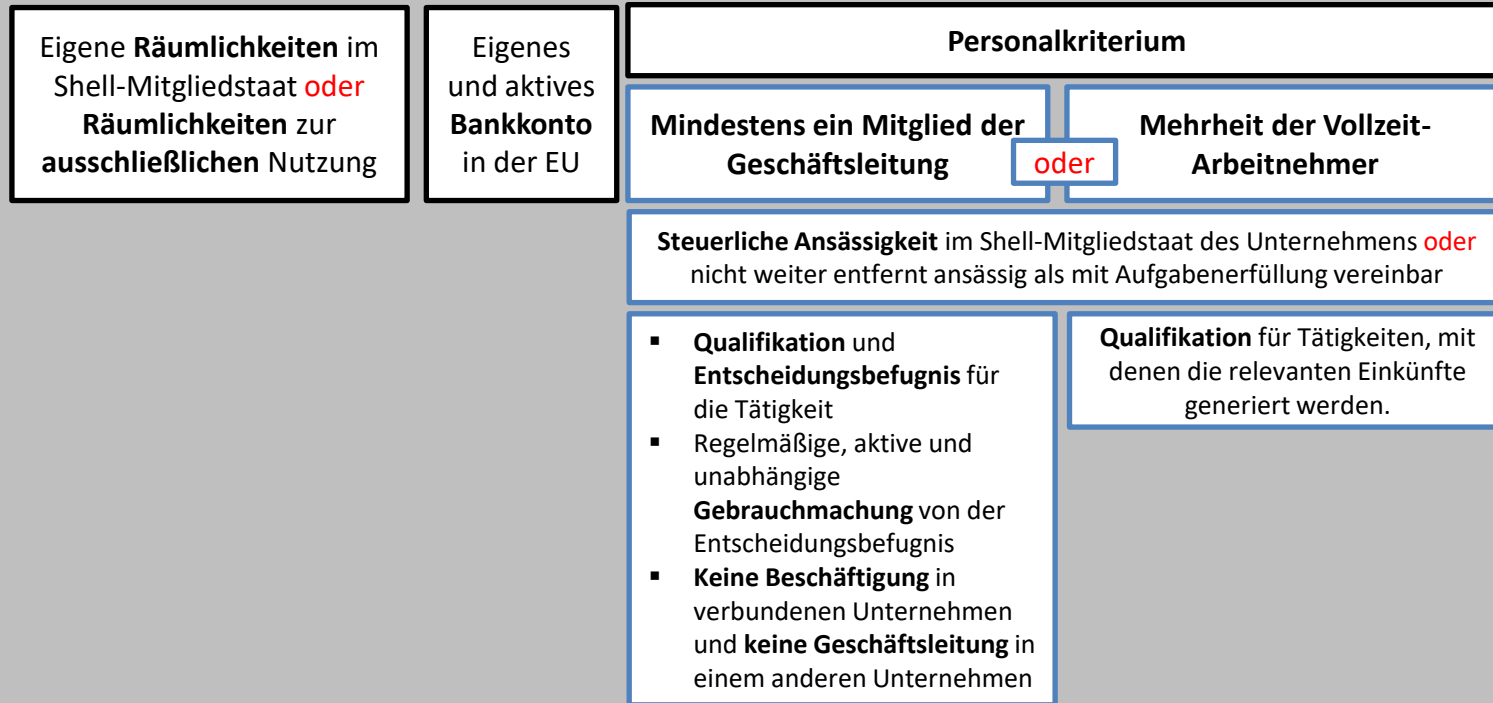 Eigene Räumlichkeiten im
Shell-Mitgliedstaat oder
Räumlichkeiten zur
ausschließlichen Nutzung
Eigenes
und aktives
Bankkonto
in der EU
Personalkriterium
Mindestens ein Mitglied der
Geschäftsleitung
oder
Mehrheit der Vollzeit-
Arbeitnehmer
Steuerliche Ansässigkeit im Shell-Mitgliedstaat des Unternehmens oder
nicht weiter entfernt ansässig als mit Aufgabenerfüllung vereinbar
▪ Qualifikation und
Entscheidungsbefugnis für
die Tätigkeit
▪ Regelmäßige, aktive und
unabhängige
Gebrauchmachung von der
Entscheidungsbefugnis
▪ Keine Beschäftigung in
verbundenen Unternehmen
und keine Geschäftsleitung in
einem anderen Unternehmen
Qualifikation für Tätigkeiten, mit
denen die relevanten Einkünfte
generiert werden.